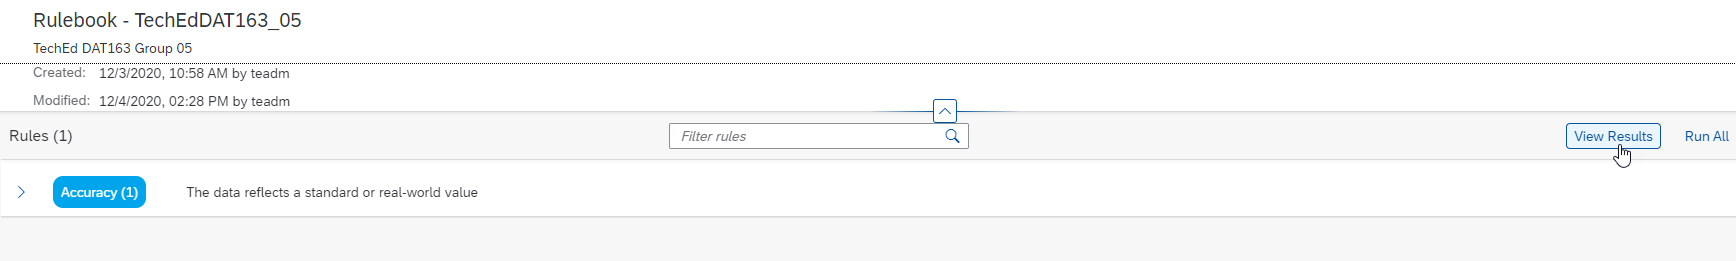 Rulebook - TechEdDAT163_05
TechEd DAT163 Group 05
Created: 12/3/2020, 10:58 AM by teadm
Modified: 12/4/2020, 02:28 PM by teadm
Rules (1) Filter rules View Results Run All
Accuracy (1) The data reflects a standard or real-world value